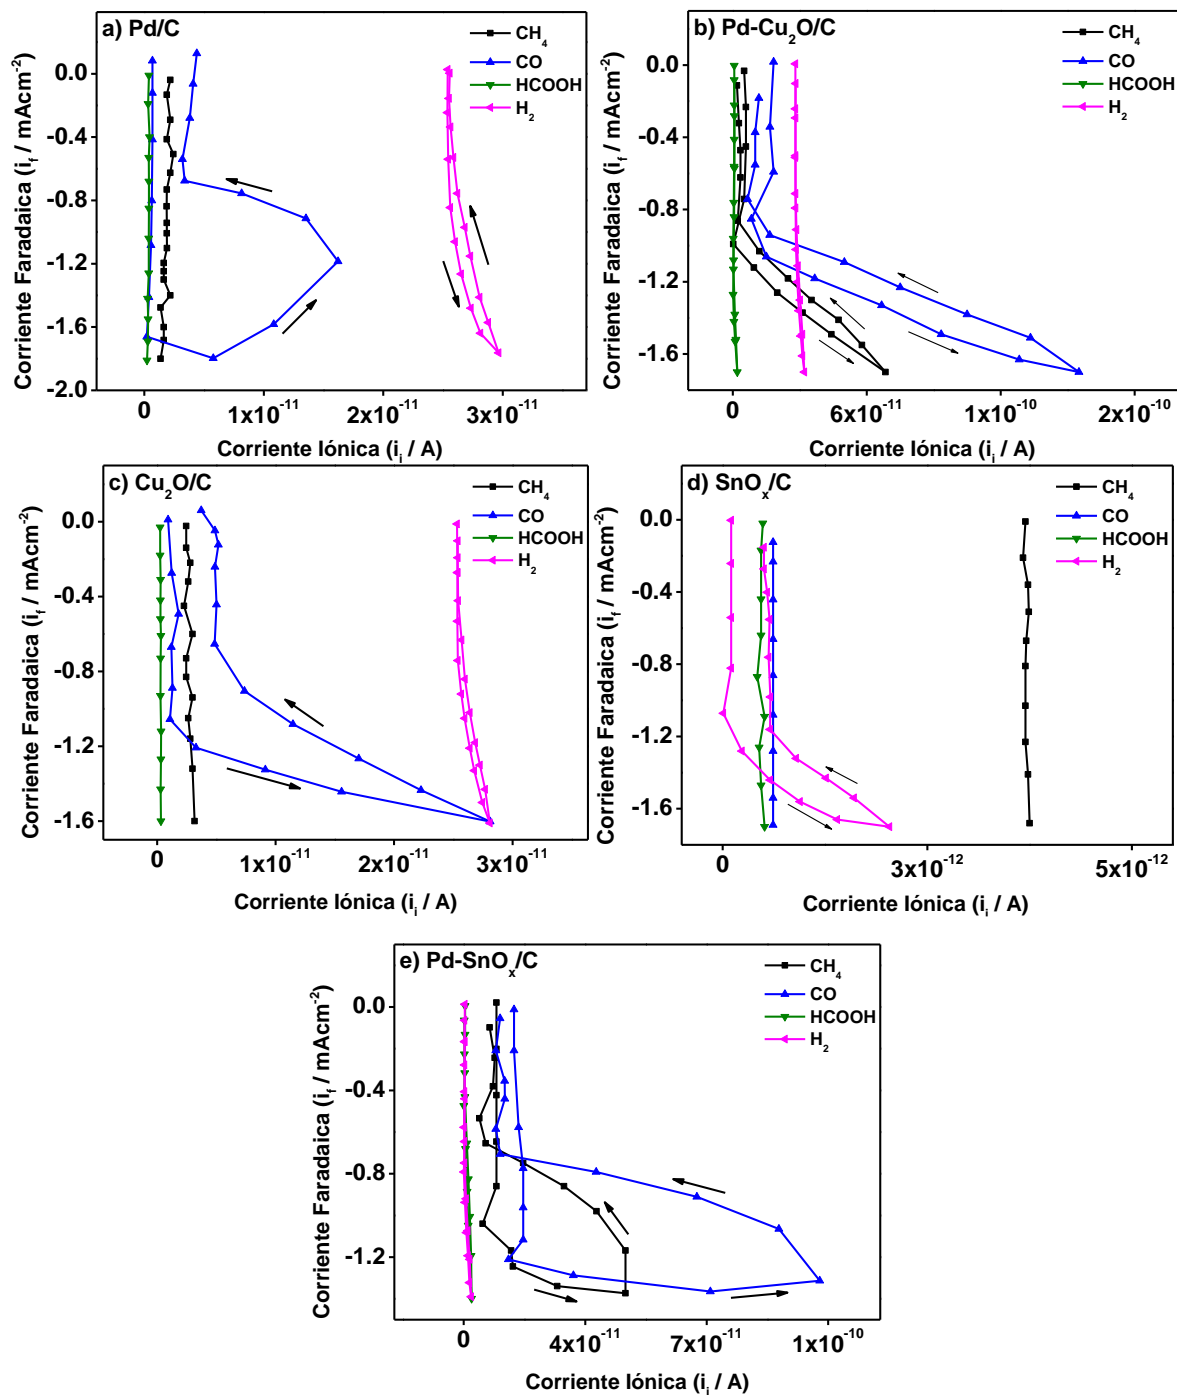 a) Pd/C
CH4
CO
HCOOH
H2
0.0
-0.4
-0.8
-1.2
-1.6
-2.0
0
1x10-11
2x10-11
3x10-11
Corriente Faradaica (if / mAcm-2)
Corriente Iónica (ii / A)
b) Pd-Cu2O/C
CH4
CO
HCOOH
H2
0.0
-0.4
-0.8
-1.2
-1.6
0
6x10-11
1x10-10
2x10-10
Corriente Faradaica (if / mAcm-2)
Corriente Iónica (ii / A)
c) Cu2O/C
CH4
CO
HCOOH
H2
0.0
-0.4
-0.8
-1.2
-1.6
0
1x10-11
2x10-11
3x10-11
Corriente Faradaica (if / mAcm-2)
Corriente Iónica (ii / A)
d) SnOx/C
CH4
CO
HCOOH
H2
0.0
-0.4
-0.8
-1.2
-1.6
0
3x10-12
5x10-12
Corriente Faradaica (if / mAcm-2)
Corriente Iónica (ii / A)
e) Pd-SnOx/C
CH4
CO
HCOOH
H2
0.0
-0.4
-0.8
-1.2
0
4x10-11
7x10-11
1x10-10
Corriente Faradaica (if / mAcm-2)
Corriente Iónica (ii / A)